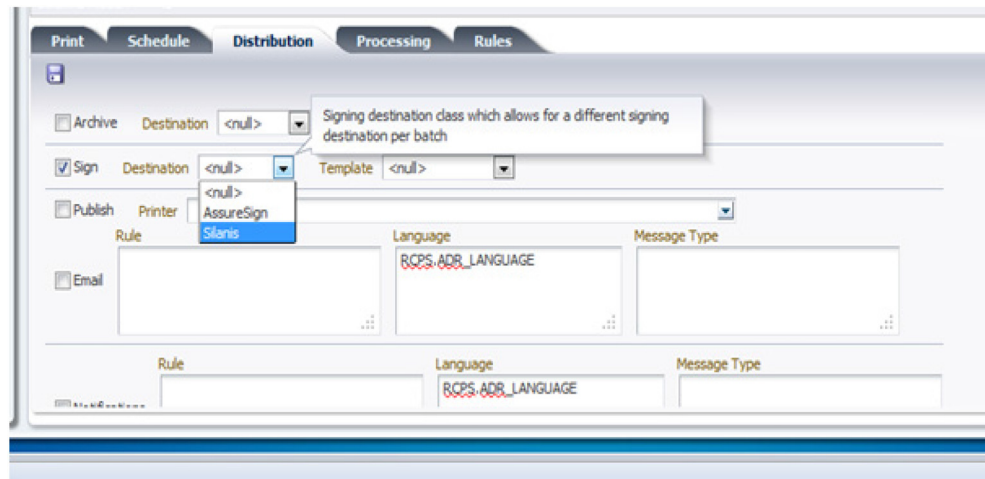 Print Schedule Distribution Processing Rules
Archive Destination <null>
Signing destination class which allows for a different signing
destination per batch
Sign Destination <null> Template <null>
<null>
AssureSign
Silanis
Publish Printer
Rule Language Message Type
Email RCPS.ADR_LANGUAGE
Rule Language Message Type
RCPS.ADR_LANGUAGE
Notifications